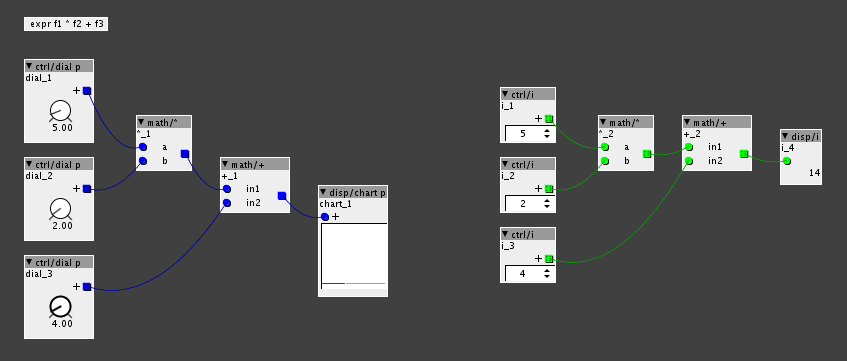 expr f1 * f2 + f3
ctrl/dial p
dial_1
+
5.00
ctrl/dial p
dial_2
+
2.00
ctrl/dial p
dial_3
+
4.00
math/*
*_1
a
b
math/+
+_1
in1
in2
disp/chart p
chart_1
+
ctrl/i
i_1
+
5
ctrl/i
i_2
+
2
ctrl/i
i_3
+
4
math/*
*_2
a
b
math/+
+_2
in1
in2
disp/i
i_4
14